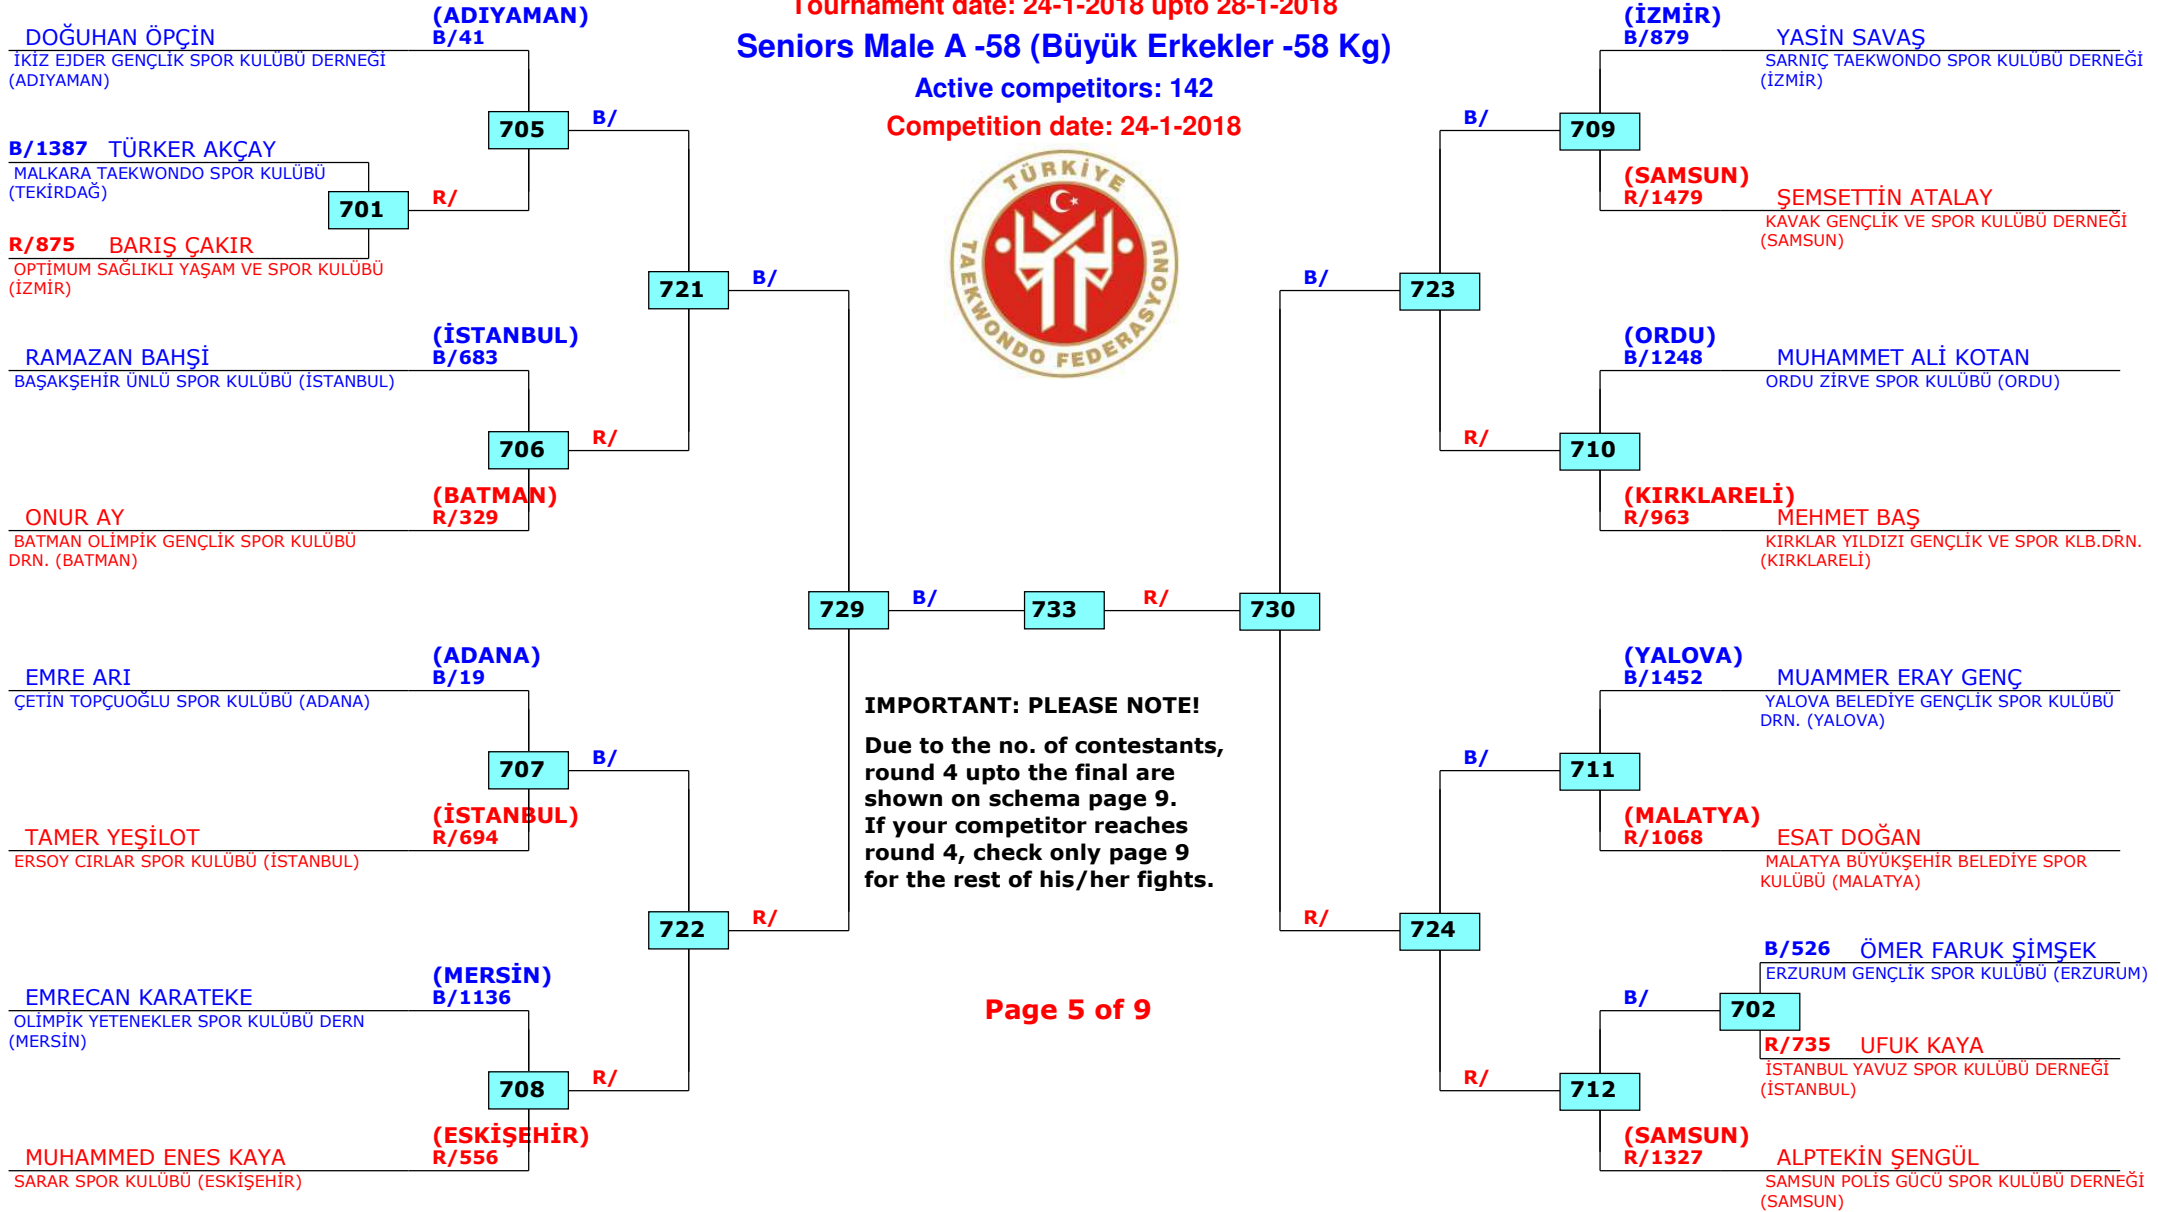 Tournament date: 24-1-2018 upto 28-1-2018
Seniors Male A -58 (Büyük Erkekler -58 Kg)
Active competitors: 142
Competition date: 24-1-2018
TÜRKİYE
TAEKWONDO FEDERASYONU
(ADIYAMAN)
DOĞUHAN ÖPÇİN B/41
İKİZ EJDER GENÇLİK SPOR KULÜBÜ DERNEĞİ
(ADIYAMAN)
705 B/
B/1387 TÜRKER AKÇAY
MALKARA TAEKWONDO SPOR KULÜBÜ
(TEKİRDAĞ)
701 R/
R/875 BARIŞ ÇAKIR
OPTİMUM SAĞLIKLI YAŞAM VE SPOR KULÜBÜ
(İZMİR)
721 B/
(İSTANBUL)
RAMAZAN BAHŞİ B/683
BAŞAKŞEHİR ÜNLÜ SPOR KULÜBÜ (İSTANBUL)
706 R/
(BATMAN)
ONUR AY R/329
BATMAN OLİMPİK GENÇLİK SPOR KULÜBÜ
DRN. (BATMAN)
729 B/ 733 R/ 730
(ADANA)
EMRE ARI B/19
ÇETİN TOPÇUOĞLU SPOR KULÜBÜ (ADANA)
707 B/
(İSTANBUL)
TAMER YEŞİLOT R/694
ERSOY CIRLAR SPOR KULÜBÜ (İSTANBUL)
722 R/
(MERSİN)
EMRECAN KARATEKE B/1136
OLİMPİK YETENEKLER SPOR KULÜBÜ DERN
(MERSİN)
708 R/
(ESKİŞEHİR)
MUHAMMED ENES KAYA R/556
SARAR SPOR KULÜBÜ (ESKİŞEHİR)
IMPORTANT: PLEASE NOTE!
Due to the no. of contestants,
round 4 upto the final are
shown on schema page 9.
If your competitor reaches
round 4, check only page 9
for the rest of his/her fights.
Page 5 of 9
(İZMİR)
B/879 YASİN SAVAŞ
SARNIÇ TAEKWONDO SPOR KULÜBÜ DERNEĞİ
(İZMİR)
B/ 709
(SAMSUN)
R/1479 ŞEMSETTİN ATALAY
KAVAK GENÇLİK VE SPOR KULÜBÜ DERNEĞİ
(SAMSUN)
B/ 723
(ORDU)
B/1248 MUHAMMET ALİ KOTAN
ORDU ZİRVE SPOR KULÜBÜ (ORDU)
R/ 710
(KIRKLARELİ)
R/963 MEHMET BAŞ
KIRKLAR YILDIZI GENÇLİK VE SPOR KLB.DRN.
(KIRKLARELİ)
(YALOVA)
B/1452 MUAMMER ERAY GENÇ
YALOVA BELEDİYE GENÇLİK SPOR KULÜBÜ
DRN. (YALOVA)
B/ 711
(MALATYA)
R/1068 ESAT DOĞAN
MALATYA BÜYÜKŞEHİR BELEDİYE SPOR
KULÜBÜ (MALATYA)
R/ 724
B/526 ÖMER FARUK ŞİMŞEK
ERZURUM GENÇLİK SPOR KULÜBÜ (ERZURUM)
B/ 702
R/735 UFUK KAYA
İSTANBUL YAVUZ SPOR KULÜBÜ DERNEĞİ
(İSTANBUL)
R/ 712
(SAMSUN)
R/1327 ALPTEKİN ŞENGÜL
SAMSUN POLİS GÜCÜ SPOR KULÜBÜ DERNEĞİ
(SAMSUN)